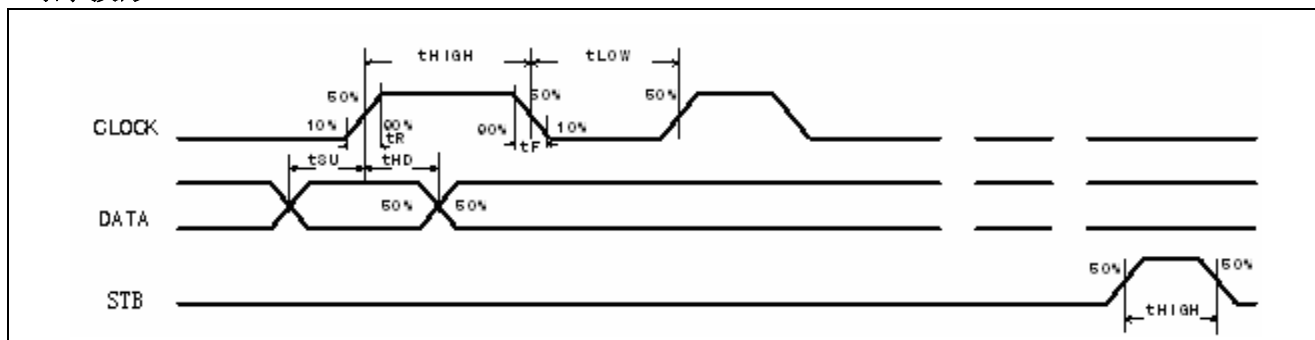 tHIGH tLOW
50% 50% 50%
CLOCK 10% 90% 90% 10%
tR tF
tSU tHD
DATA 50% 50%
50% 50%
STB
tHIGH